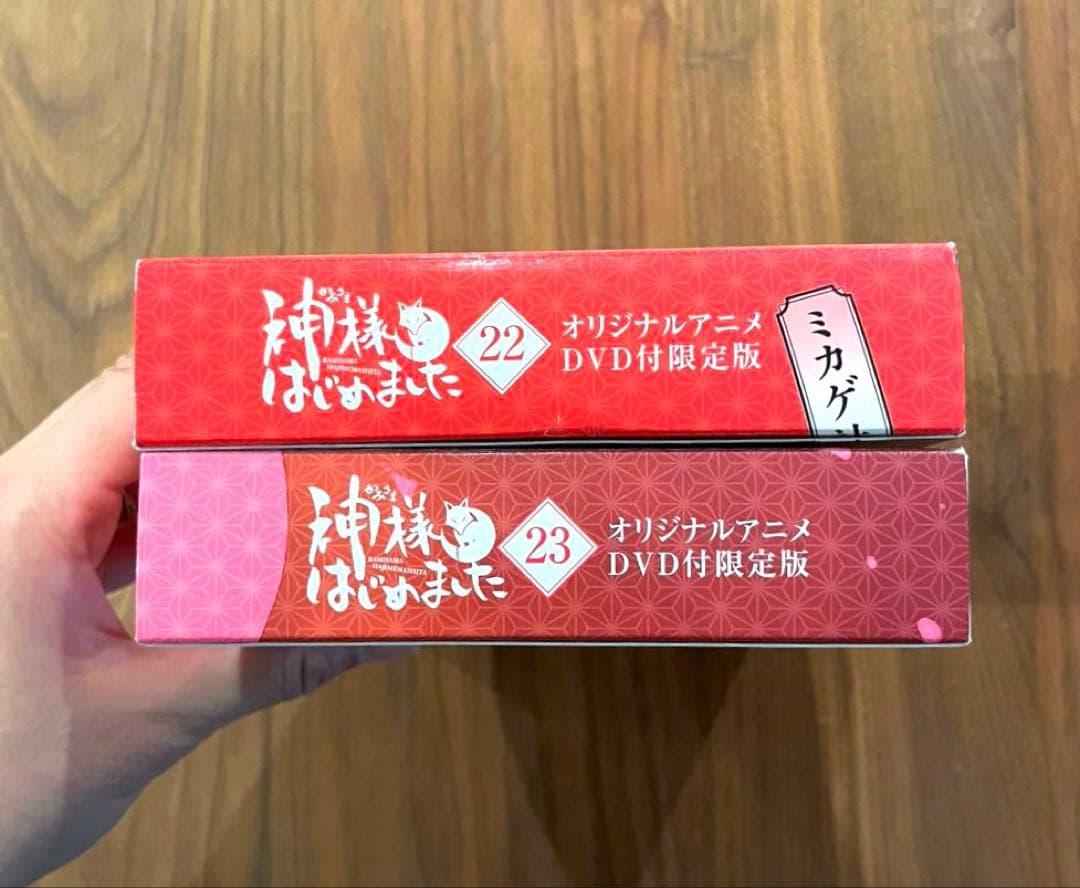 かみさま
神様
KAMISAMA
HAJIMEMASHITA
はじめました
22
オリジナルアニメ
DVD付限定版
ミカゲ
かみさま
神様
KAMISAMA
HAJIMEMASHITA
はじめました
23
オリジナルアニメ
DVD付限定版